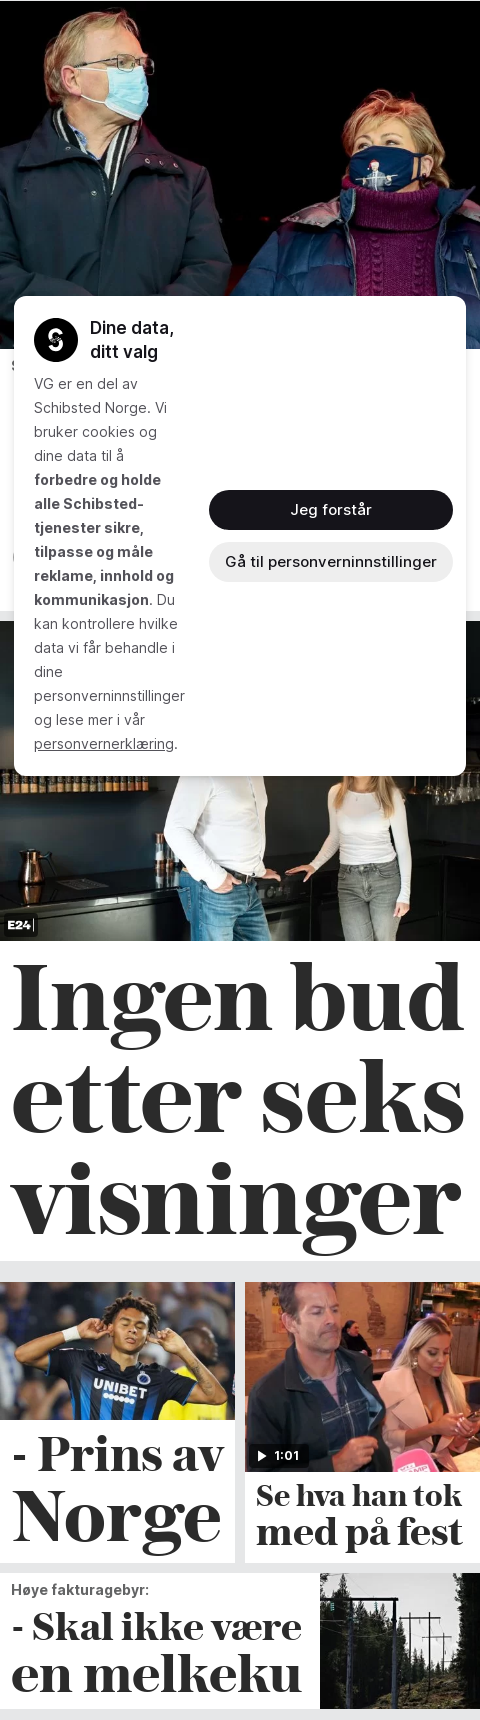 Dine data,
ditt valg
VG er en del av
Schibsted Norge. Vi
bruker cookies og
dine data til å
forbedre og holde
alle Schibsted-
tjenester sikre,
tilpasse og måle
reklame, innhold og
kommunikasjon. Du
kan kontrollere hvilke
data vi får behandle i
dine
personverninnstillinger
og lese mer i vår
personvernerklæring.
Jeg forstår
Gå til personverninnstillinger
E24
Ingen bud
etter seks
visninger
UNIBET
- Prins av
Norge
1:01
Se hva han tok
med på fest
Høye fakturagebyr:
- Skal ikke være
en melkeku